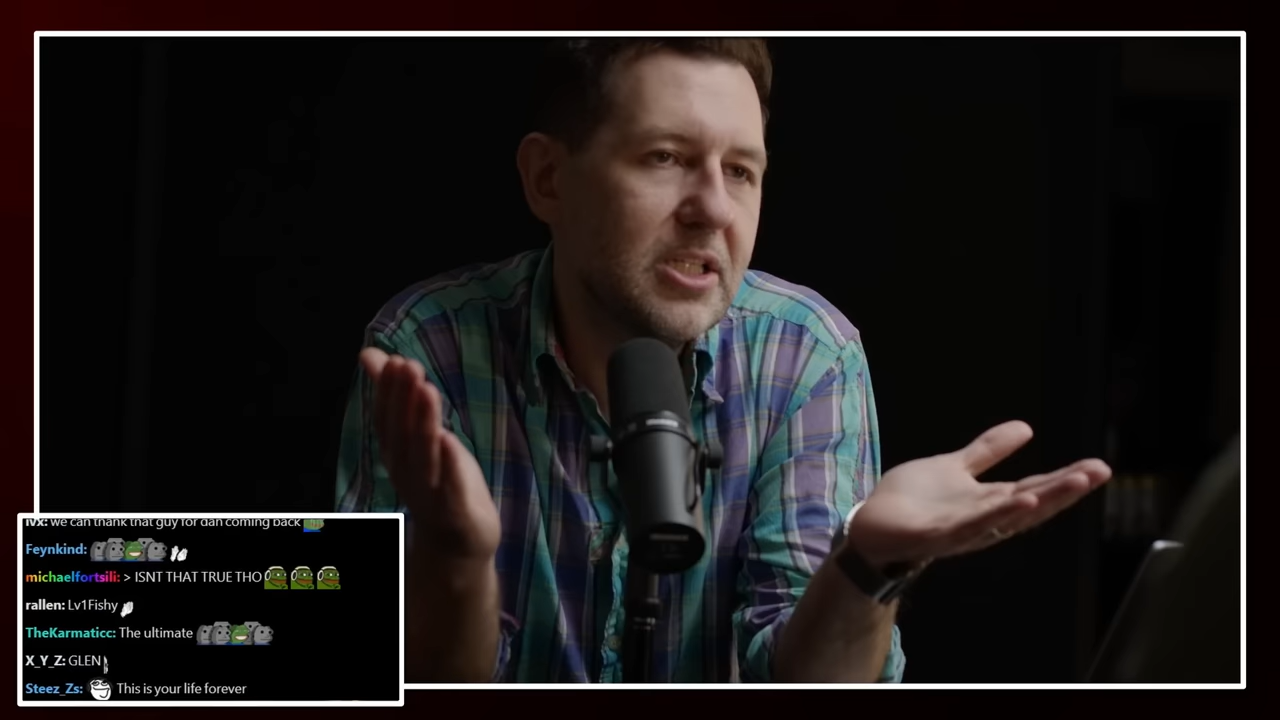 lvx: we can thank that guy for dan coming back
Feynkind:
michaelfortsili: > ISNT THAT TRUE THO
rallen: Lv1Fishy
TheKarmaticc: The ultimate
X_Y_Z: GLEN
Steez_Zs: This is your life forever